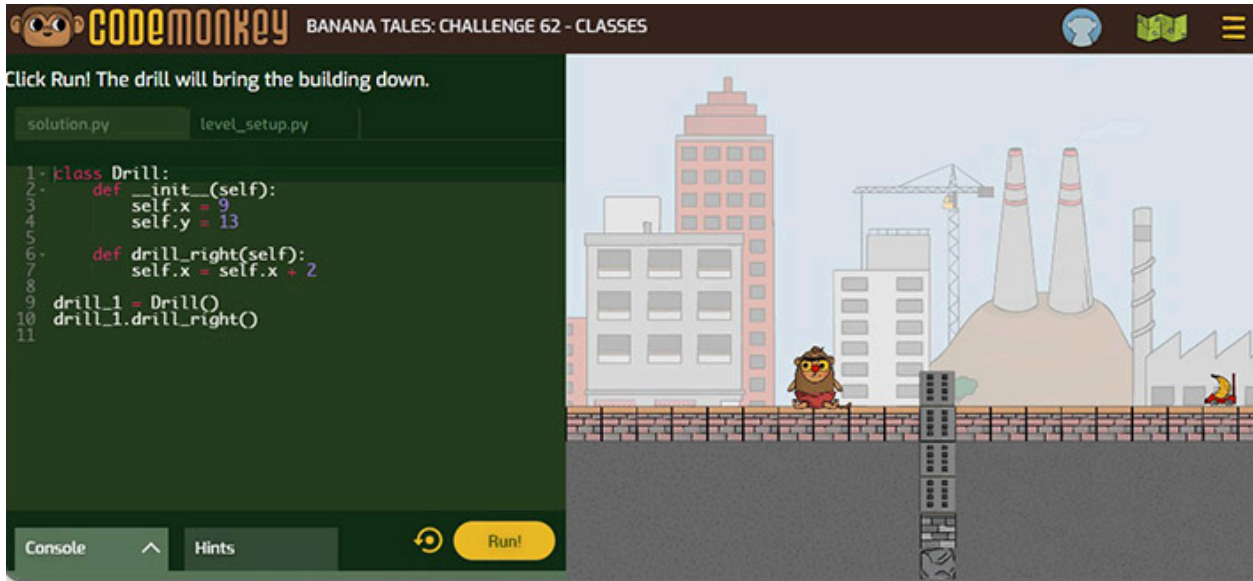 CODEMONKEY BANANA TALES: CHALLENGE 62 - CLASSES
Click Run! The drill will bring the building down.
solution.py level_setup.py
1 class Drill:
2 def __init__(self):
3 self.x = 9
4 self.y = 13
5
6 def drill_right(self):
7 self.x = self.x + 2
8
9 drill_1 = Drill()
10 drill_1.drill_right()
11
Console Hints Run!